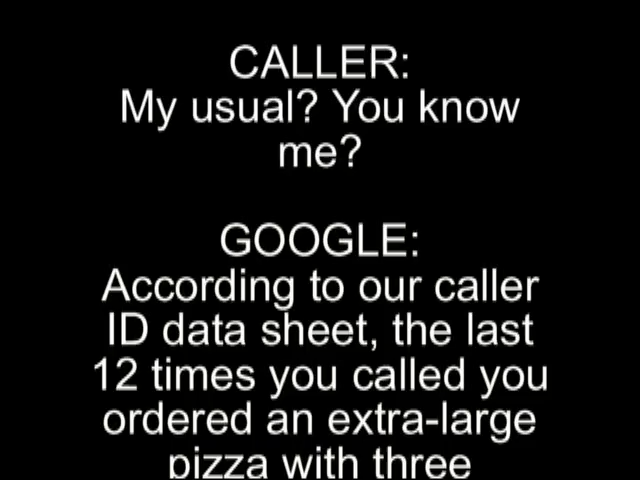 CALLER:
My usual? You know
me?
GOOGLE:
According to our caller
ID data sheet, the last
12 times you called you
ordered an extra-large
pizza with three